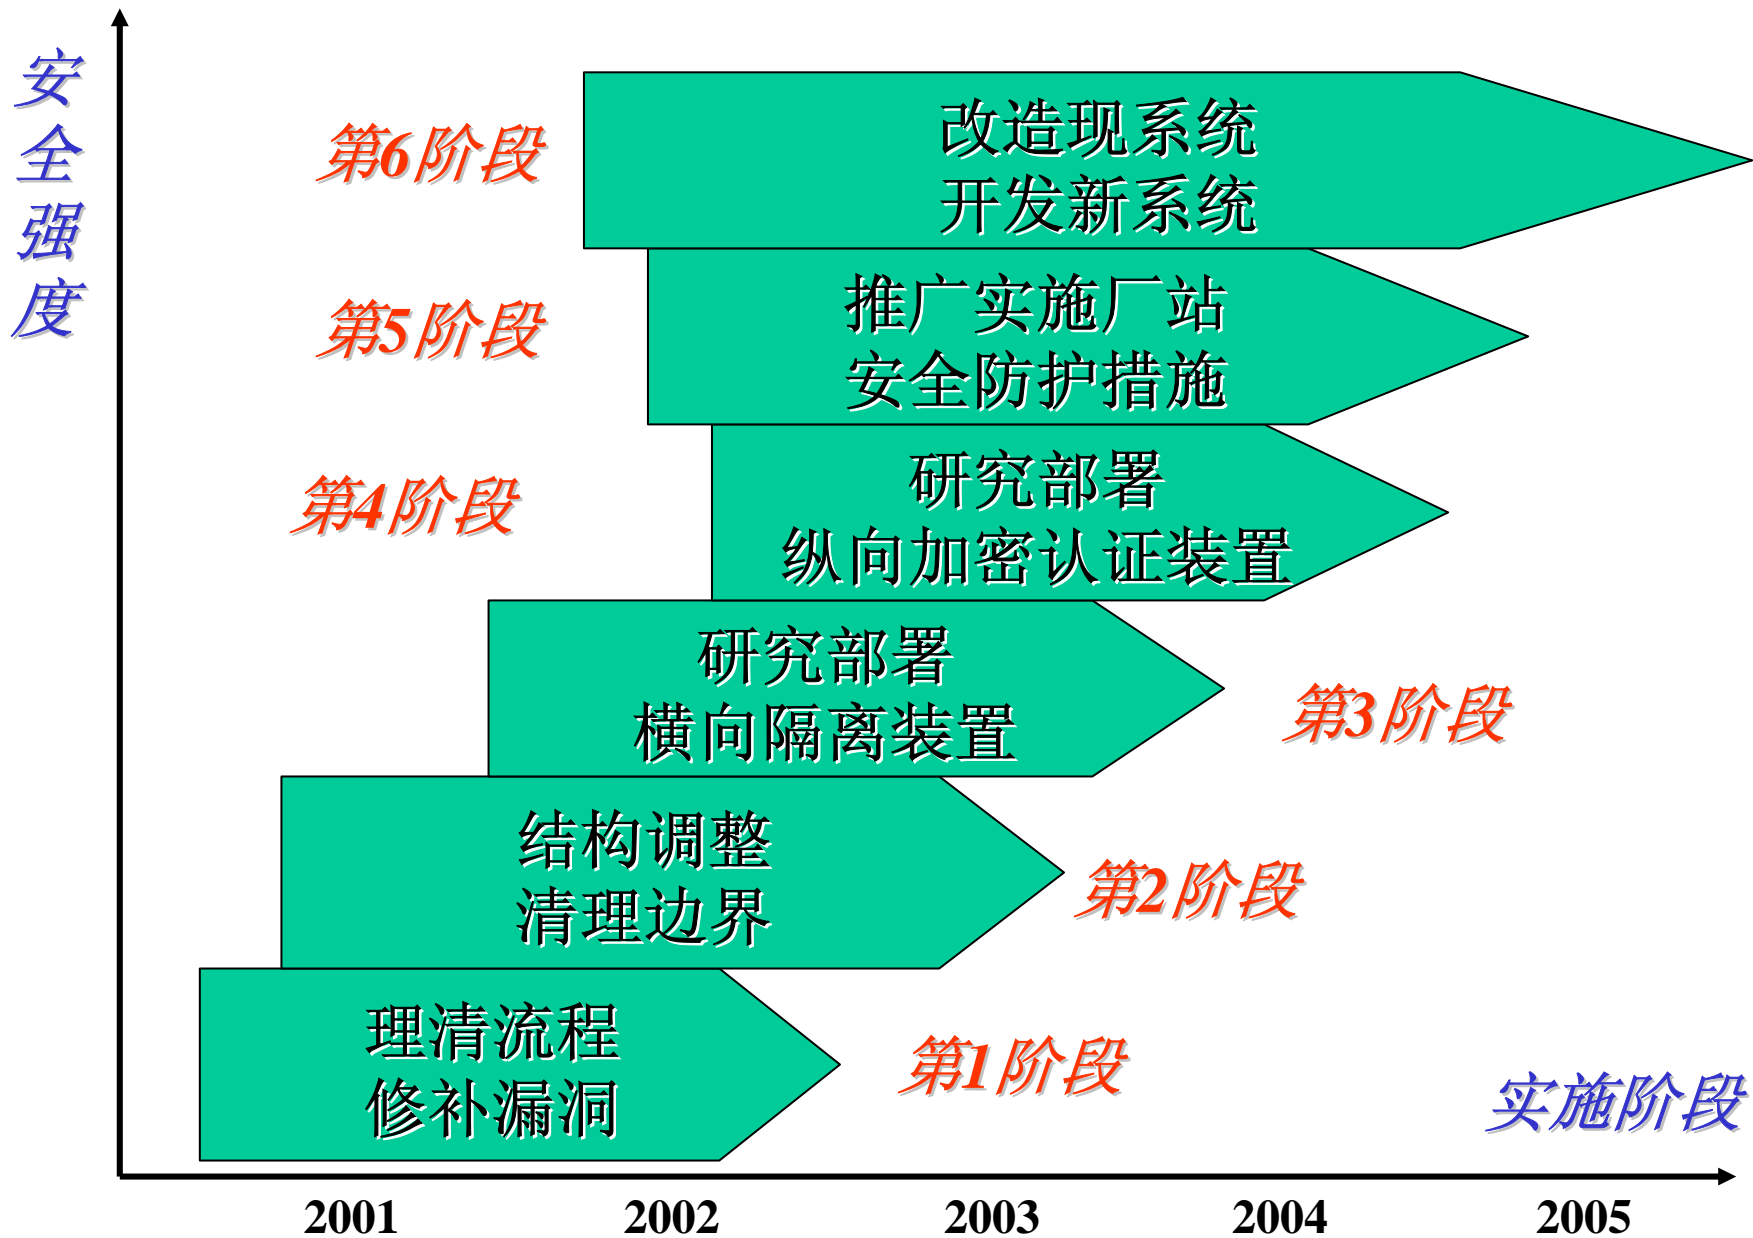 安
全
强
度
第6阶段
改造现系统
开发新系统
第5阶段
推广实施厂站
安全防护措施
第4阶段
研究部署
纵向加密认证装置
研究部署
横向隔离装置
第3阶段
结构调整
清理边界
第2阶段
理清流程
修补漏洞
第1阶段
实施阶段
2001 2002 2003 2004 2005